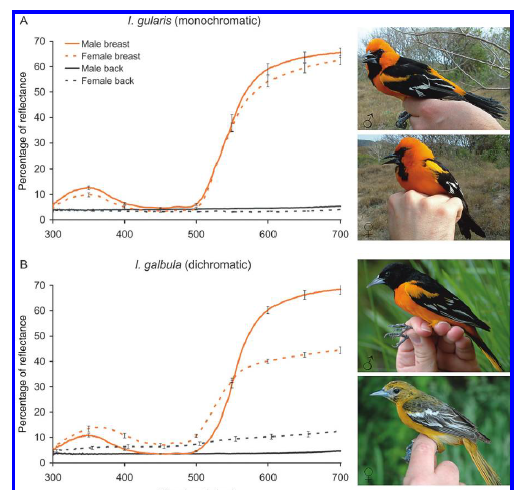 A
I. gularis (monochromatic)
70
60
50
40
30
20
10
0
Percentage of reflectance
Male breast
Female breast
Male back
Female back
300 400 500 600 700
♂
♀
B
I. galbula (dichromatic)
70
60
50
40
30
20
10
0
Percentage of reflectance
300 400 500 600 700
♂
♀